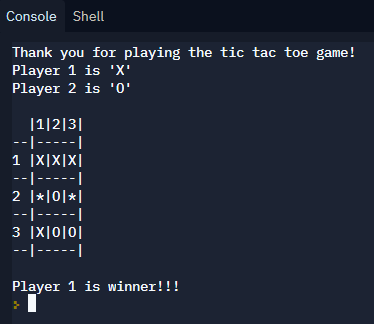 Console Shell
Thank you for playing the tic tac toe game!
Player 1 is 'X'
Player 2 is 'O'
  |1|2|3|
--|-----|
1 |X|X|X|
--|-----|
2 |*|O|*|
--|-----|
3 |X|O|O|
--|-----|
Player 1 is winner!!!